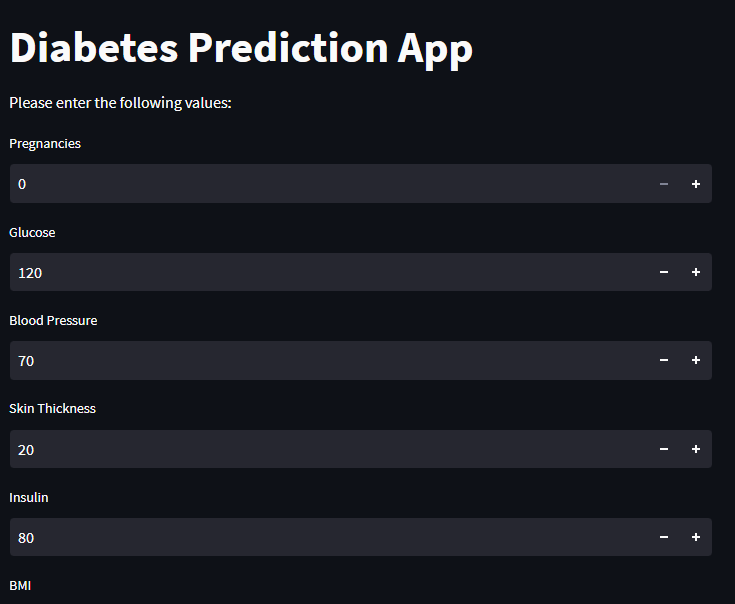 Diabetes Prediction App
Please enter the following values:
Pregnancies
0
Glucose
120
Blood Pressure
70
Skin Thickness
20
Insulin
80
BMI